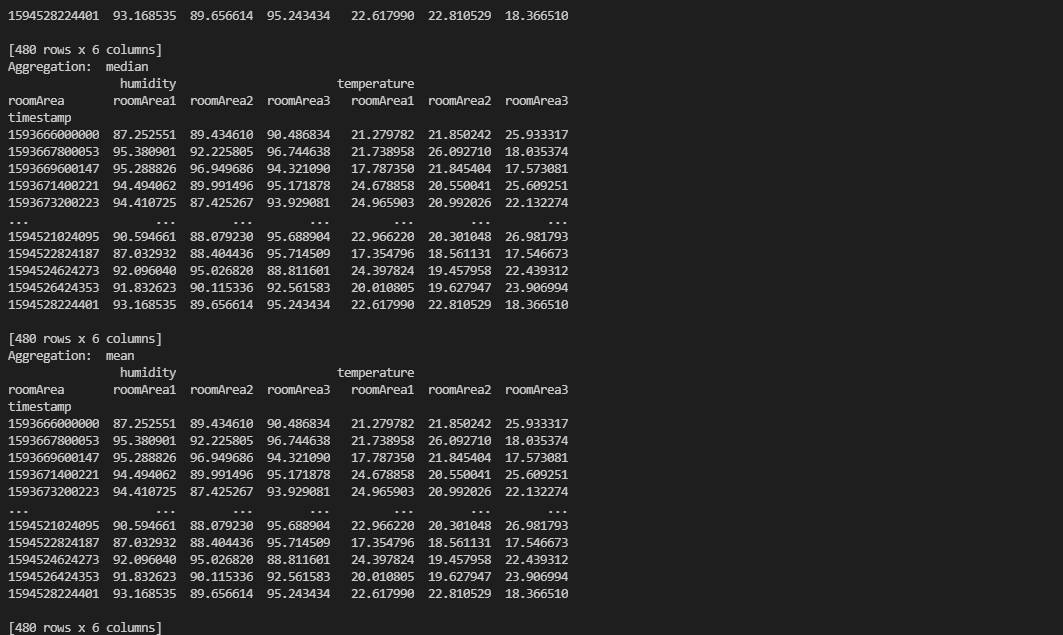 1594528224401  93.168535  89.656614  95.243434   22.617990  22.810529  18.366510
[480 rows x 6 columns]
Aggregation:  median
                humidity                       temperature
roomArea       roomArea1  roomArea2  roomArea3   roomArea1  roomArea2  roomArea3
timestamp
1593666000000  87.252551  89.434610  90.486834   21.279782  21.850242  25.933317
1593667800053  95.380901  92.225805  96.744638   21.738958  26.092710  18.035374
1593669600147  95.288826  96.949686  94.321090   17.787350  21.845404  17.573081
1593671400221  94.494062  89.991496  95.171878   24.678858  20.550041  25.609251
1593673200223  94.410725  87.425267  93.929081   24.965903  20.992026  22.132274
...                  ...        ...        ...         ...        ...        ...
1594521024095  90.594661  88.079230  95.688904   22.966220  20.301048  26.981793
1594522824187  87.032932  88.404436  95.714509   17.354796  18.561131  17.546673
1594524624273  92.096040  95.026820  88.811601   24.397824  19.457958  22.439312
1594526424353  91.832623  90.115336  92.561583   20.010805  19.627947  23.906994
1594528224401  93.168535  89.656614  95.243434   22.617990  22.810529  18.366510
[480 rows x 6 columns]
Aggregation:  mean
                humidity                       temperature
roomArea       roomArea1  roomArea2  roomArea3   roomArea1  roomArea2  roomArea3
timestamp
1593666000000  87.252551  89.434610  90.486834   21.279782  21.850242  25.933317
1593667800053  95.380901  92.225805  96.744638   21.738958  26.092710  18.035374
1593669600147  95.288826  96.949686  94.321090   17.787350  21.845404  17.573081
1593671400221  94.494062  89.991496  95.171878   24.678858  20.550041  25.609251
1593673200223  94.410725  87.425267  93.929081   24.965903  20.992026  22.132274
...                  ...        ...        ...         ...        ...        ...
1594521024095  90.594661  88.079230  95.688904   22.966220  20.301048  26.981793
1594522824187  87.032932  88.404436  95.714509   17.354796  18.561131  17.546673
1594524624273  92.096040  95.026820  88.811601   24.397824  19.457958  22.439312
1594526424353  91.832623  90.115336  92.561583   20.010805  19.627947  23.906994
1594528224401  93.168535  89.656614  95.243434   22.617990  22.810529  18.366510
[480 rows x 6 columns]